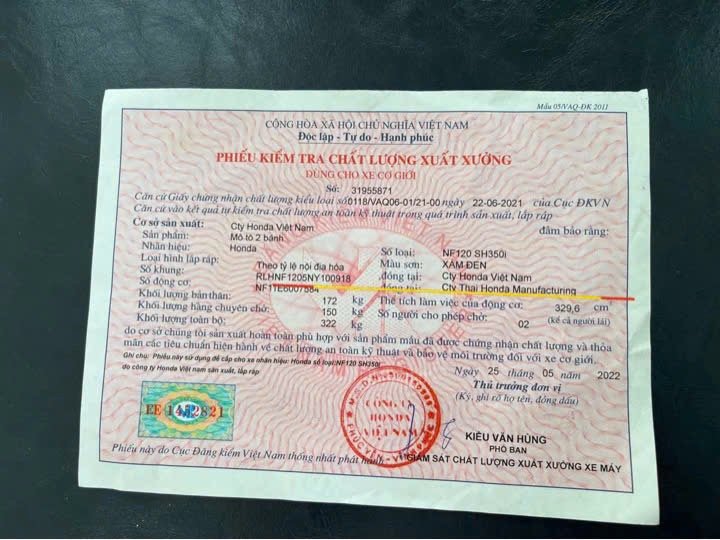 Mẫu 05/VAQ-ĐK 2011
CỘNG HÒA XÃ HỘI CHỦ NGHĨA VIỆT NAM
Độc lập - Tự do - Hạnh phúc
PHIẾU KIỂM TRA CHẤT LƯỢNG XUẤT XƯỞNG
DÙNG CHO XE CƠ GIỚI
Số: 31955871
Căn cứ Giấy chứng nhận chất lượng kiểu loại số 0118/VAQ06-01/21-00 ngày 22-06-2021 của Cục ĐKVN
Căn cứ vào kết quả tự kiểm tra chất lượng an toàn kỹ thuật trong quá trình sản xuất, lắp ráp
Cơ sở sản xuất: Cty Honda Việt Nam đảm bảo rằng:
Sản phẩm: Mô tô 2 bánh
Nhãn hiệu: Honda Số loại: NF120 SH350i
Loại hình lắp ráp: Theo tỷ lệ nội địa hóa Màu sơn: XÁM ĐEN
Số khung: RLHNF1205NY100918 đóng tại: Cty Honda Việt Nam
Số động cơ: NF11E6007584 đóng tại: Cty Thai Honda Manufacturing
Khối lượng bản thân: 172 kg Thể tích làm việc của động cơ: 329,6 cm³
Khối lượng hàng chuyên chở: 150 kg Số người cho phép chở: 02 (kể cả người lái)
Khối lượng toàn bộ: 322 kg
do cơ sở chúng tôi sản xuất hoàn toàn phù hợp với sản phẩm mẫu đã được chứng nhận chất lượng và thỏa
mãn các tiêu chuẩn hiện hành về chất lượng an toàn kỹ thuật và bảo vệ môi trường đối với xe cơ giới.
Ghi chú: Phiếu này sử dụng để cấp cho xe nhãn hiệu: Honda số loại: NF120 SH350i
do công ty Honda Việt Nam sản xuất, lắp ráp
Ngày 25 tháng 05 năm 2022
Thủ trưởng đơn vị
(Ký, ghi rõ họ tên, đóng dấu)
CÔNG TY
HONDA
VIỆT NAM
KIỀU VĂN HÙNG
PHÓ BAN
GIÁM SÁT CHẤT LƯỢNG XUẤT XƯỞNG XE MÁY
Phiếu này do Cục Đăng kiểm Việt Nam thống nhất phát hành